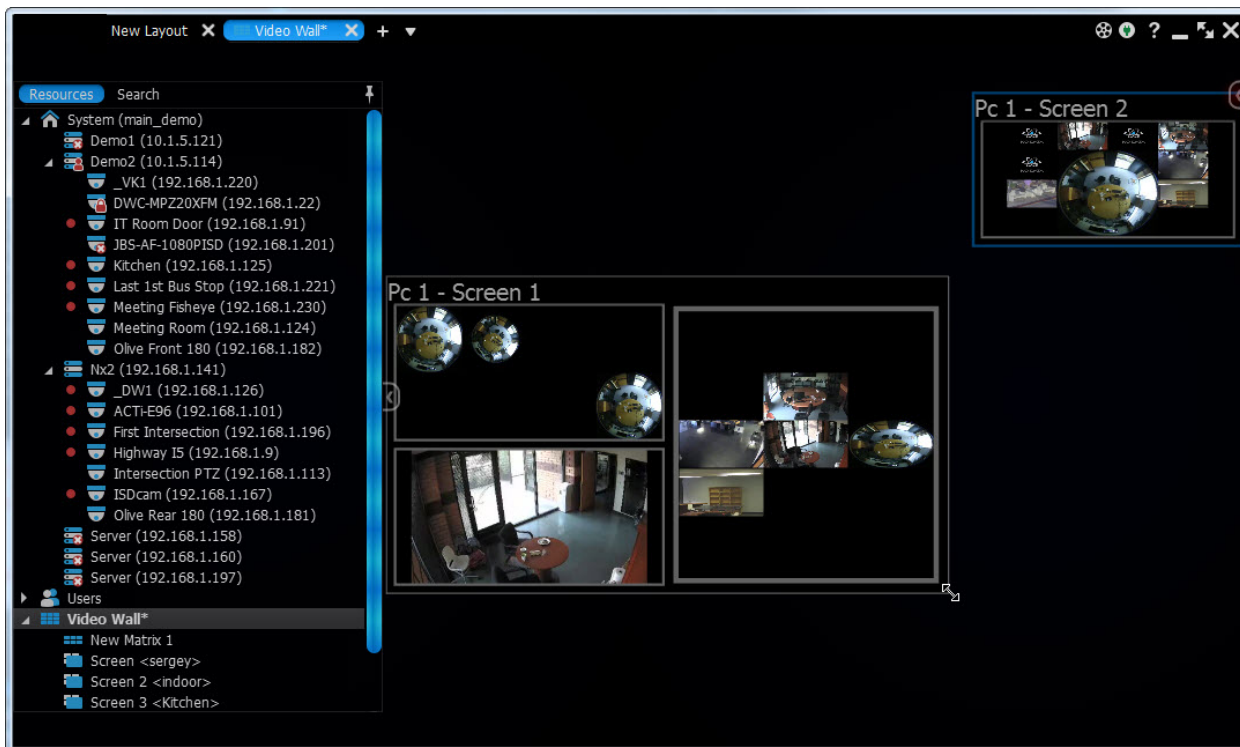 New Layout
Video Wall*
Resources Search
System (main_demo)
Demo1 (10.1.5.121)
Demo2 (10.1.5.114)
_VK1 (192.168.1.220)
DWC-MPZ20XFM (192.168.1.22)
IT Room Door (192.168.1.91)
JBS-AF-1080PISD (192.168.1.201)
Kitchen (192.168.1.125)
Last 1st Bus Stop (192.168.1.221)
Meeting Fisheye (192.168.1.230)
Meeting Room (192.168.1.124)
Olive Front 180 (192.168.1.182)
Nx2 (192.168.1.141)
_DW1 (192.168.1.126)
ACTi-E96 (192.168.1.101)
First Intersection (192.168.1.196)
Highway I5 (192.168.1.9)
Intersection PTZ (192.168.1.113)
ISDcam (192.168.1.167)
Olive Rear 180 (192.168.1.181)
Server (192.168.1.158)
Server (192.168.1.160)
Server (192.168.1.197)
Users
Video Wall*
New Matrix 1
Screen <sergey>
Screen 2 <indoor>
Screen 3 <Kitchen>
Pc 1 - Screen 1
Pc 1 - Screen 2